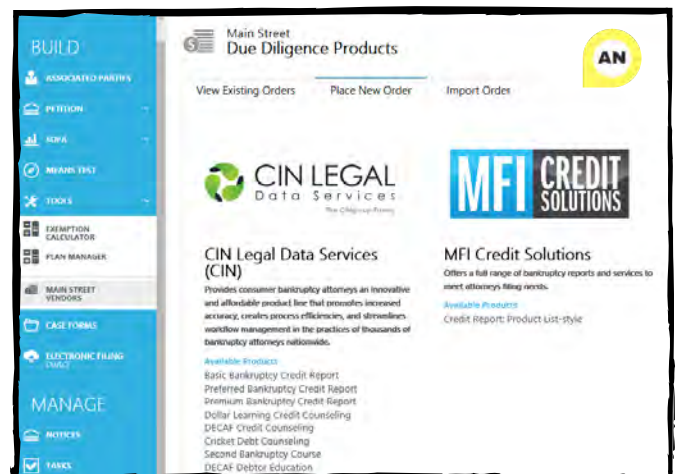 BUILD
ASSOCIATED PARTIES
PETITION
SOFA
MEANS TEST
TOOLS
EXEMPTION
CALCULATOR
PLAN MANAGER
MAIN STREET
VENDORS
CASE FORMS
ELECTRONIC FILING
MANAGE
NOTICES
TASKS
Main Street
Due Diligence Products
AN
View Existing Orders Place New Order Import Order
CIN LEGAL
Data Services
CIN Legal Data Services
(CIN)
Provides consumer bankruptcy attorneys an innovative
and affordable product line that promotes increased
accuracy, creates process efficiencies, and streamlines
workflow management in the practices of thousands of
bankruptcy attorneys nationwide.
Available Products
Basic Bankruptcy Credit Report
Preferred Bankruptcy Credit Report
Premium Bankruptcy Credit Report
Dollar Learning Credit Counseling
DECAF Credit Counseling
Cricket Debt Counseling
Second Bankruptcy Course
DECAF Debtor Education
MFI CREDIT
SOLUTIONS
MFI Credit Solutions
Offers a full range of bankruptcy reports and services to
meet attorneys filing needs.
Available Products
Credit Report: Product List-style